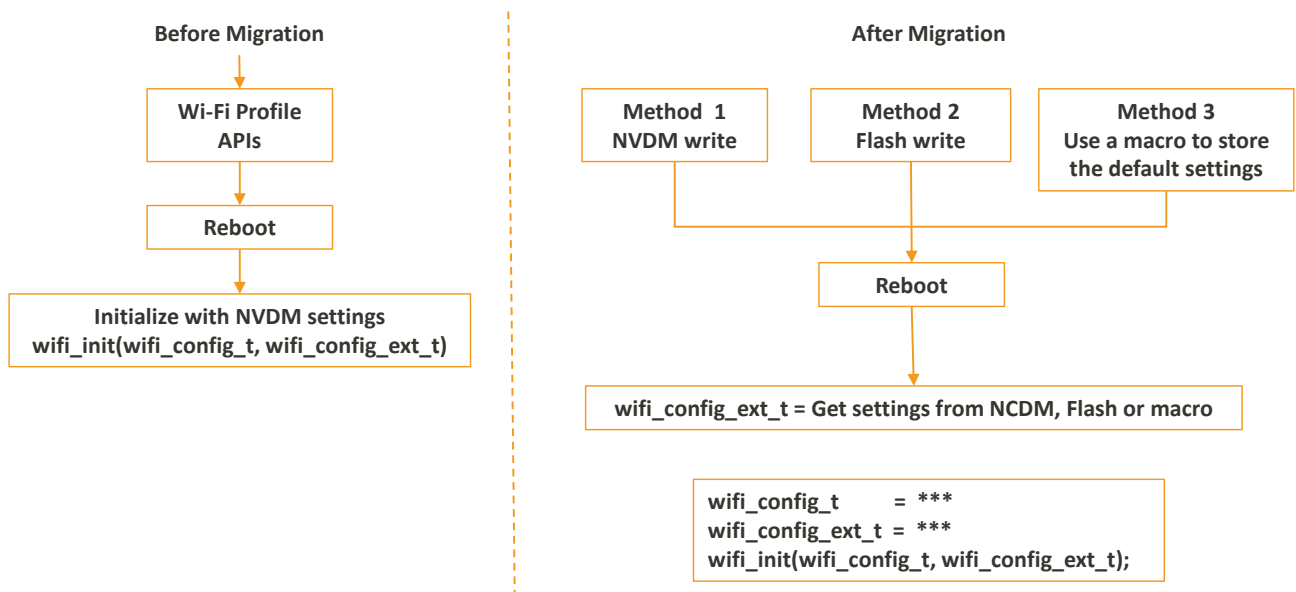 Before Migration
Wi-Fi Profile
APIs
Reboot
Initialize with NVDM settings
wifi_init(wifi_config_t, wifi_config_ext_t)
After Migration
Method 1
NVDM write
Method 2
Flash write
Method 3
Use a macro to store
the default settings
Reboot
wifi_config_ext_t = Get settings from NCDM, Flash or macro
wifi_config_t = ***
wifi_config_ext_t = ***
wifi_init(wifi_config_t, wifi_config_ext_t);